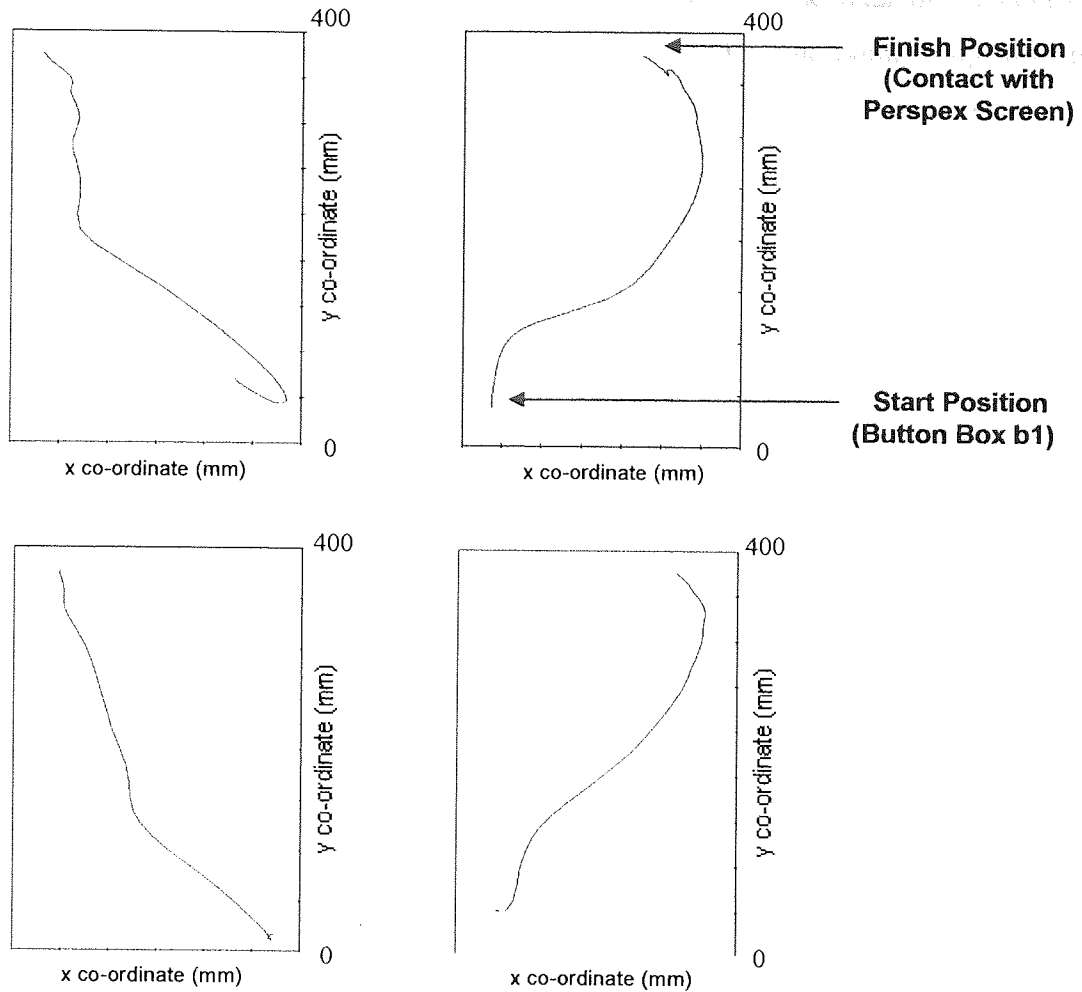 400
y co-ordinate (mm)
0
x co-ordinate (mm)
400
y co-ordinate (mm)
0
x co-ordinate (mm)
Finish Position
(Contact with
Perspex Screen)
Start Position
(Button Box b1)
400
y co-ordinate (mm)
0
x co-ordinate (mm)
400
y co-ordinate (mm)
0
x co-ordinate (mm)